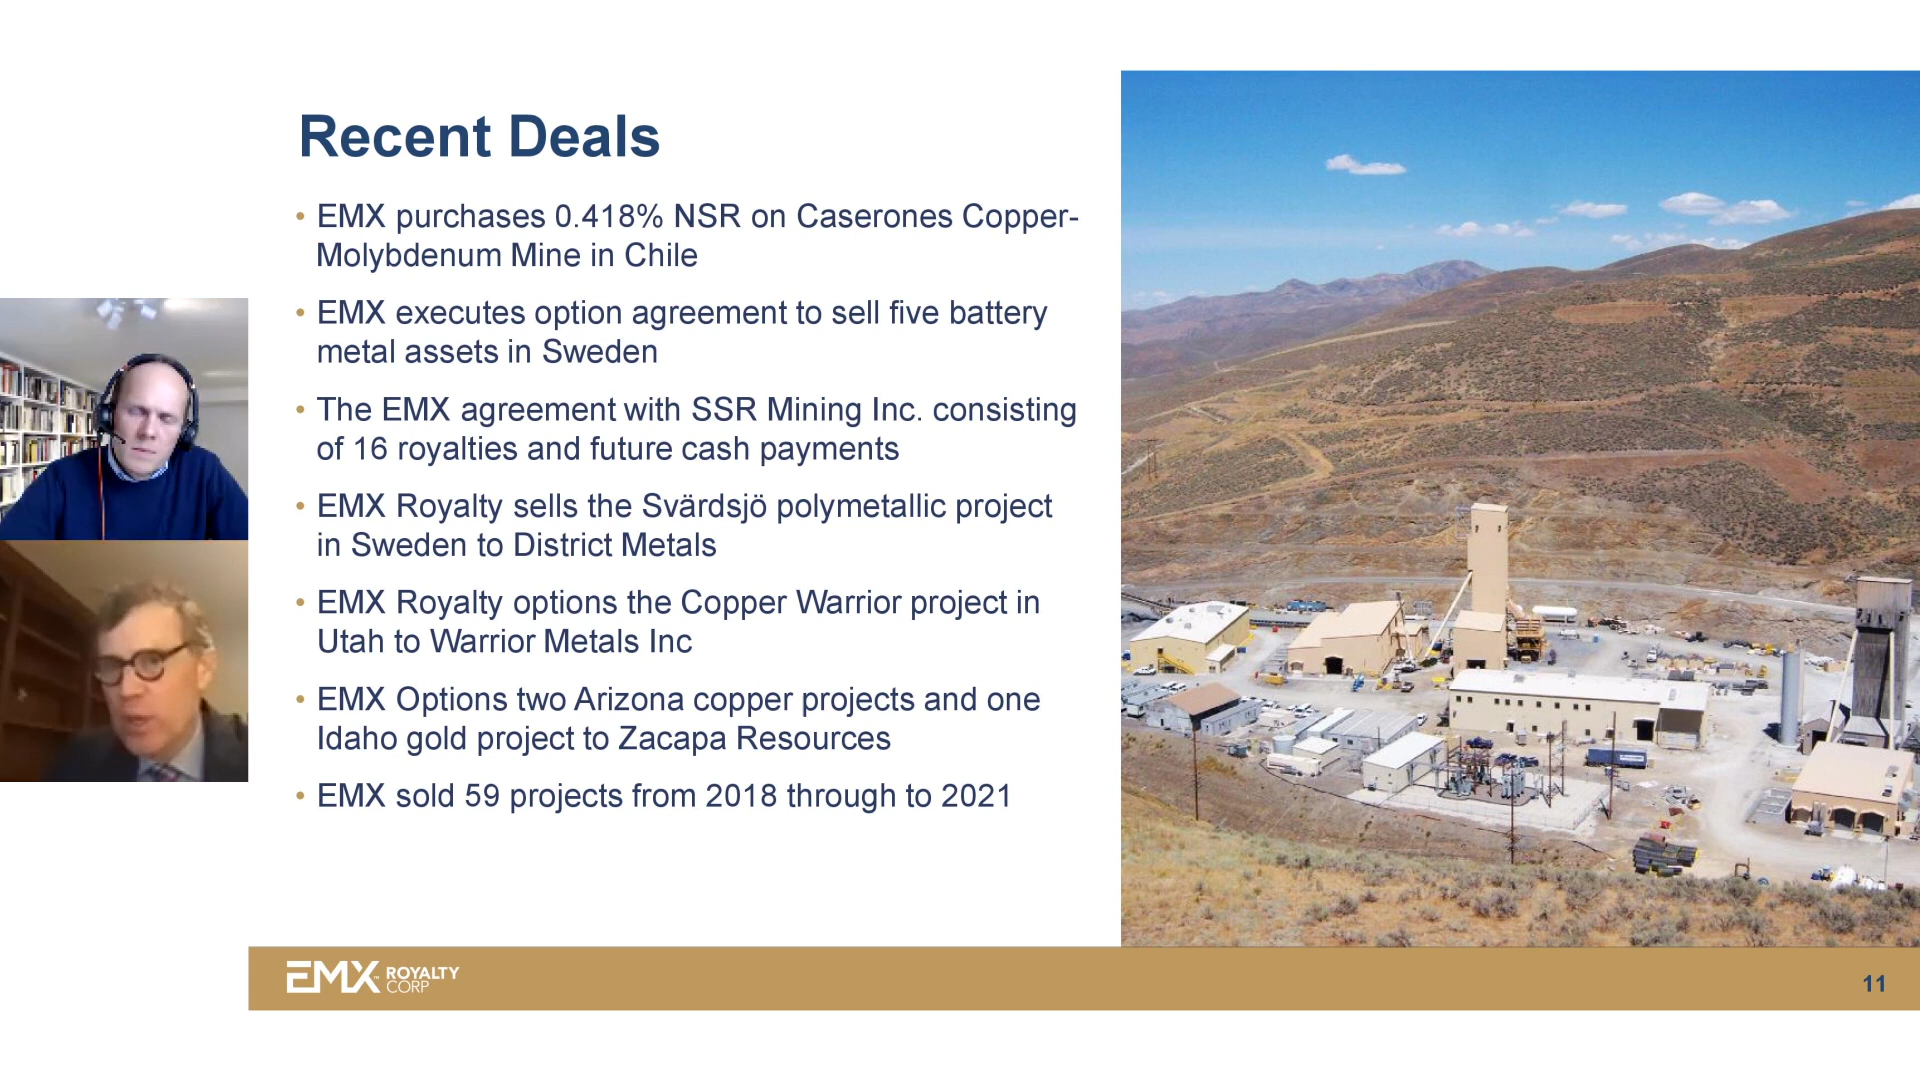 Recent Deals
• EMX purchases 0.418% NSR on Caserones Copper-
Molybdenum Mine in Chile
• EMX executes option agreement to sell five battery
metal assets in Sweden
• The EMX agreement with SSR Mining Inc. consisting
of 16 royalties and future cash payments
• EMX Royalty sells the Svärdsjö polymetallic project
in Sweden to District Metals
• EMX Royalty options the Copper Warrior project in
Utah to Warrior Metals Inc
• EMX Options two Arizona copper projects and one
Idaho gold project to Zacapa Resources
• EMX sold 59 projects from 2018 through to 2021
EMX™ ROYALTY
CORP
11